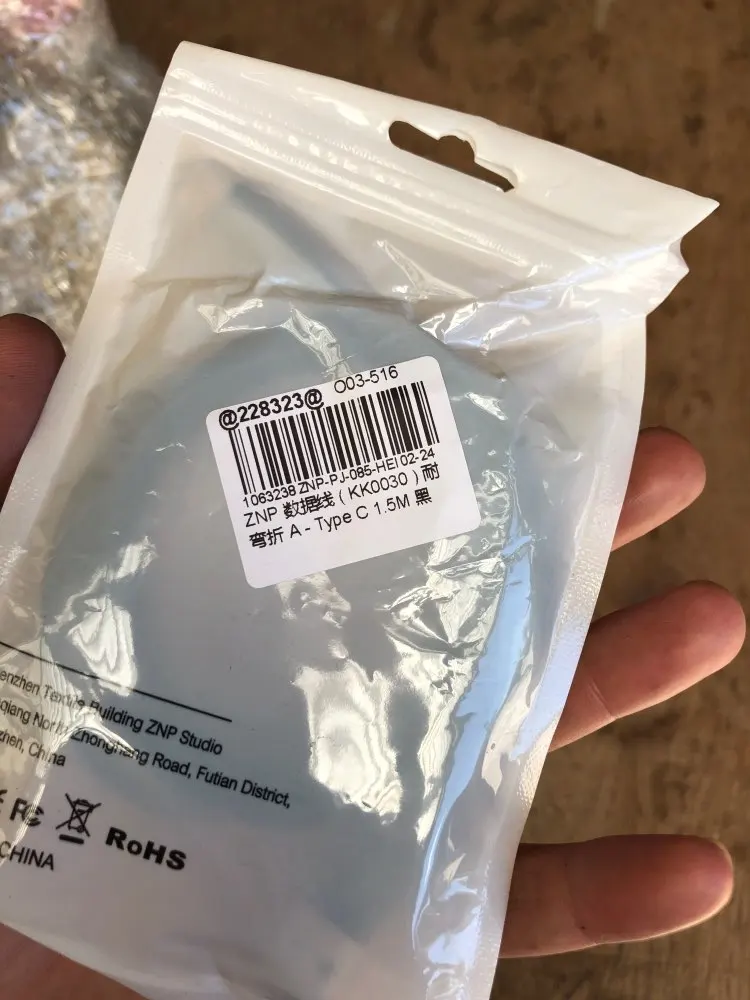 @228323@ O03-516
1063238 ZNP-PJ-085-HEI 02-24
ZNP 数据线 ( KK0030 ) 耐
弯折 A - Type C 1.5M 黑
Building ZNP Studio
North Zhonghang Road, Futian District,
China
RoHS
CHINA